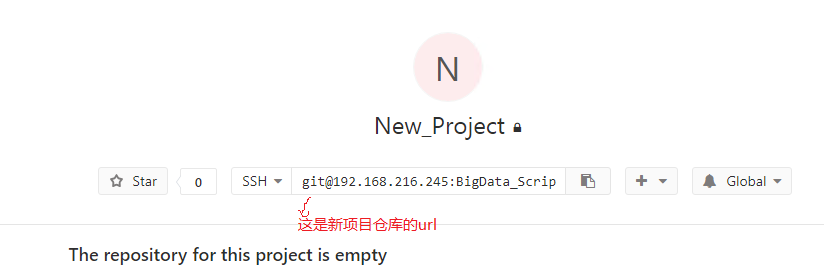 N
New_Project
Star 0 SSH git@192.168.216.245:BigData_Scrip Global
这是新项目仓库的url
The repository for this project is empty